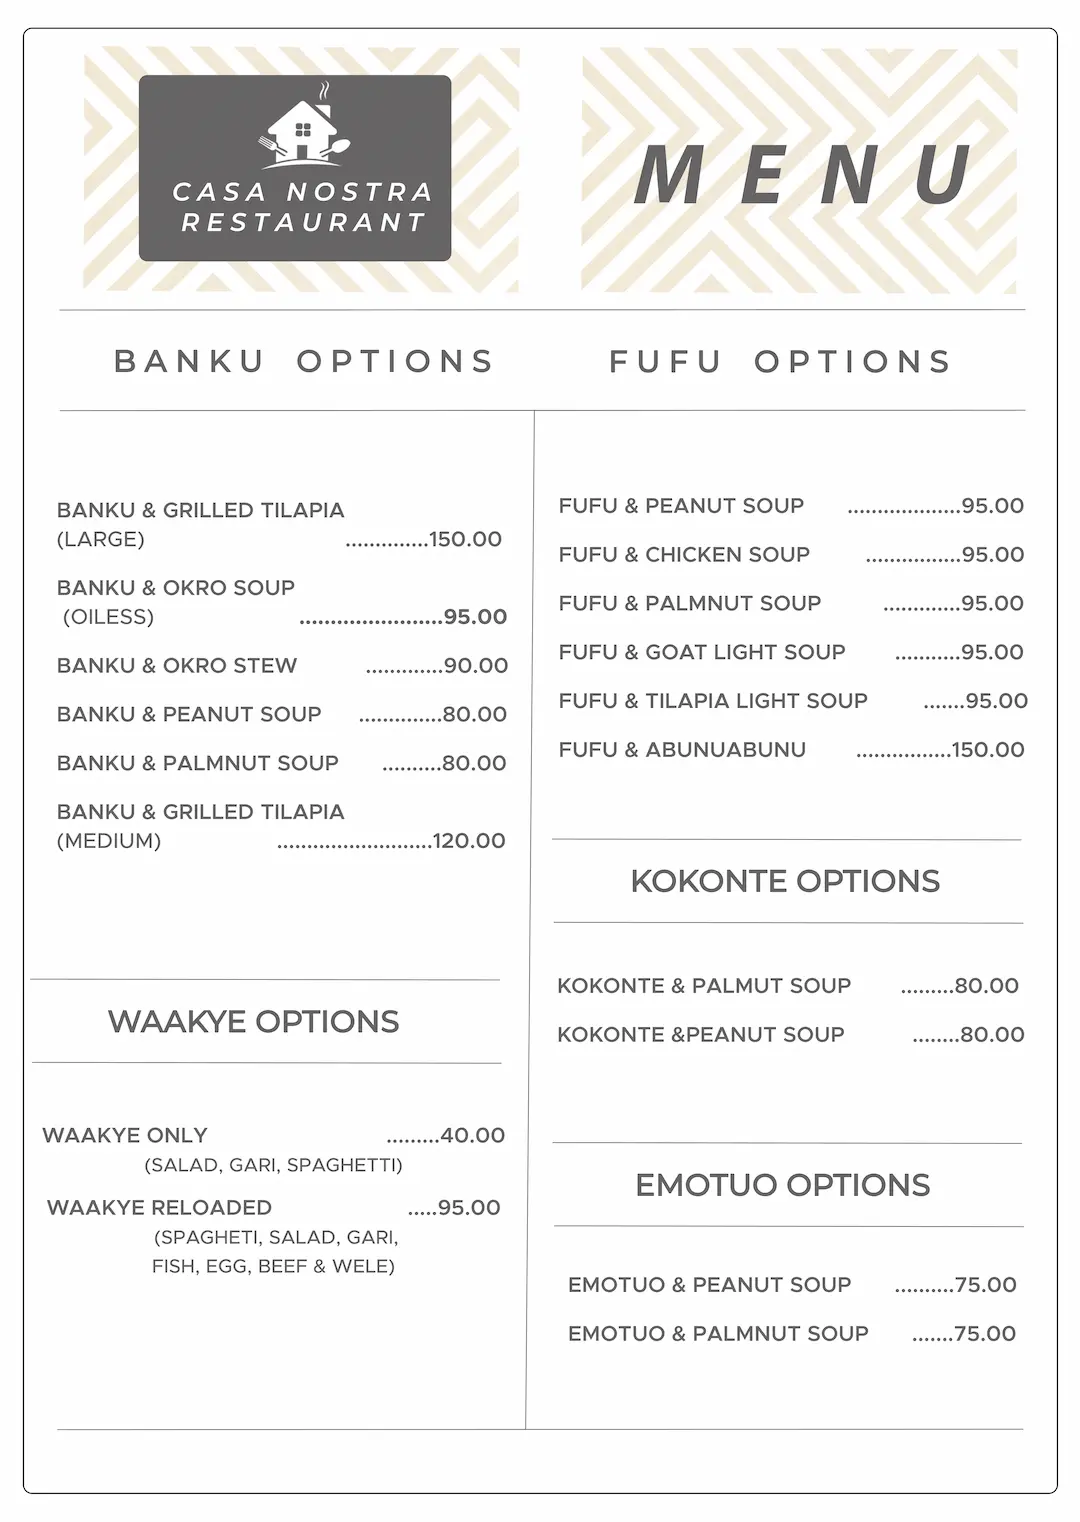 CASA NOSTRA
RESTAURANT
MENU
BANKU OPTIONS
BANKU & GRILLED TILAPIA
(LARGE) ..............150.00
BANKU & OKRO SOUP
(OILESS) .......................95.00
BANKU & OKRO STEW .............90.00
BANKU & PEANUT SOUP ..............80.00
BANKU & PALMNUT SOUP ..........80.00
BANKU & GRILLED TILAPIA
(MEDIUM) ..........................120.00
WAAKYE OPTIONS
WAAKYE ONLY .........40.00
(SALAD, GARI, SPAGHETTI)
WAAKYE RELOADED .....95.00
(SPAGHETI, SALAD, GARI,
FISH, EGG, BEEF & WELE)
FUFU OPTIONS
FUFU & PEANUT SOUP ...................95.00
FUFU & CHICKEN SOUP ................95.00
FUFU & PALMNUT SOUP .............95.00
FUFU & GOAT LIGHT SOUP ...........95.00
FUFU & TILAPIA LIGHT SOUP .......95.00
FUFU & ABUNUABUNU ................150.00
KOKONTE OPTIONS
KOKONTE & PALMUT SOUP .........80.00
KOKONTE &PEANUT SOUP ........80.00
EMOTUO OPTIONS
EMOTUO & PEANUT SOUP ..........75.00
EMOTUO & PALMNUT SOUP .......75.00